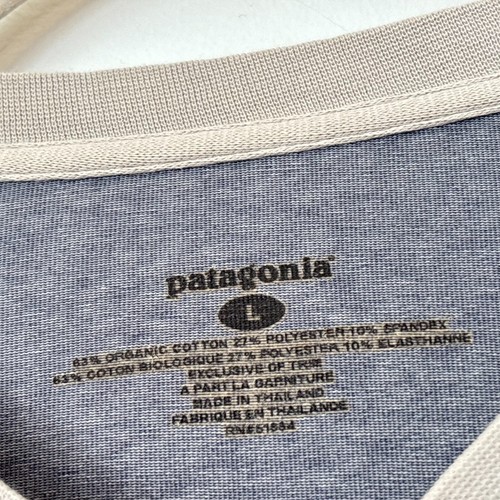 patagonia
L
63% ORGANIC COTTON 27% POLYESTER 10% SPANDEX
63% COTON BIOLOGIQUE 27% POLYESTER 10% ELASTHANNE
EXCLUSIVE OF TRIM
A PART LA GARNITURE
MADE IN THAILAND
FABRIQUE EN THAILANDE
RN#51884